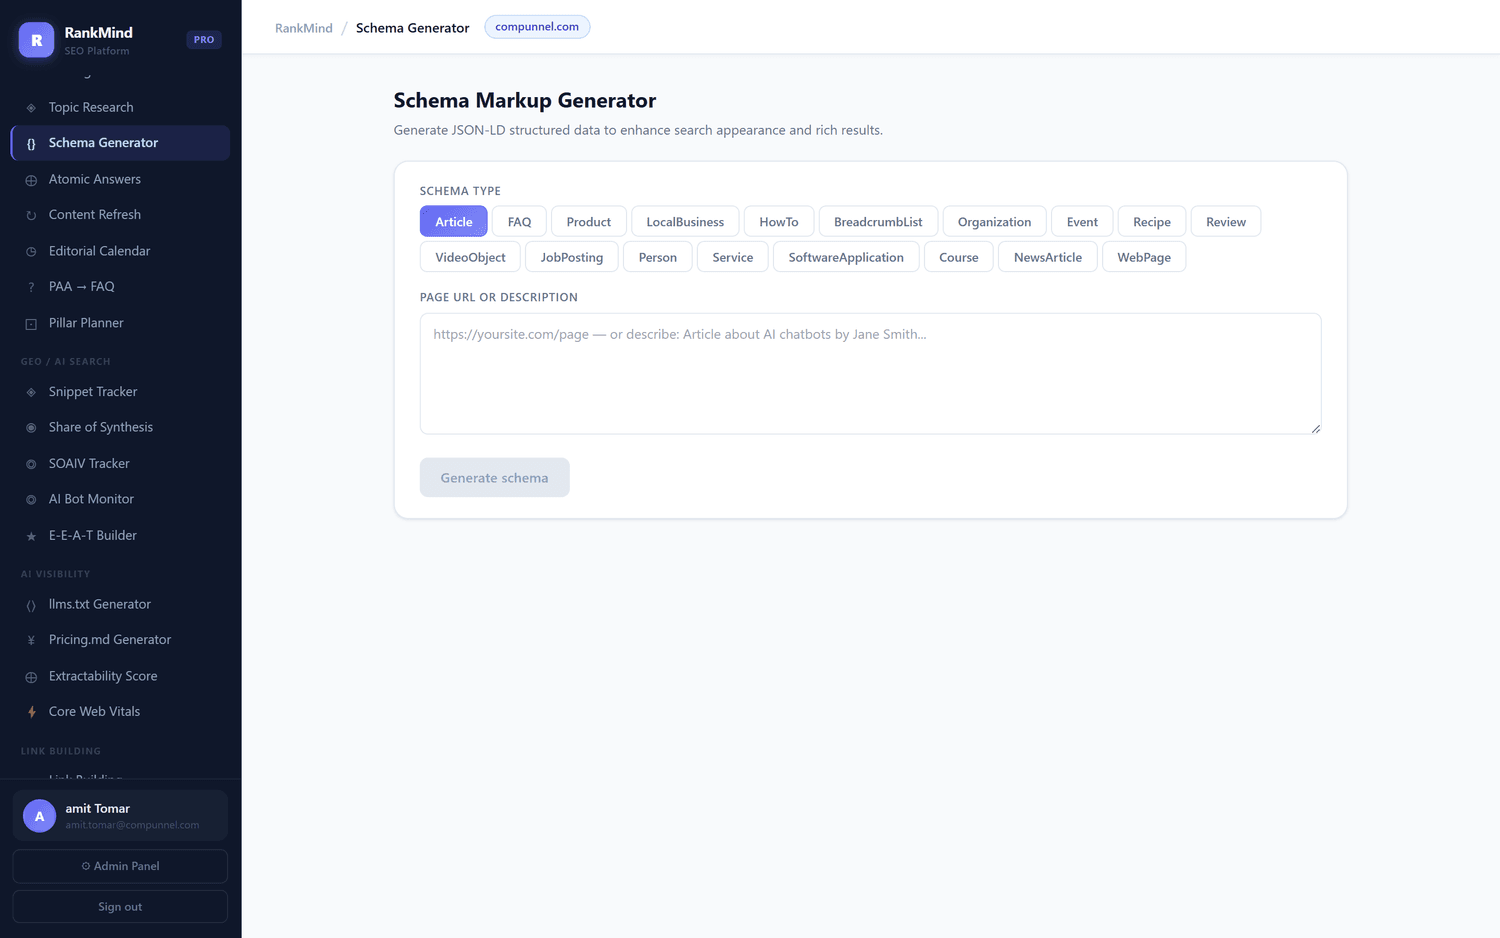 R
RankMind
SEO Platform
PRO
Topic Research
{} Schema Generator
Atomic Answers
Content Refresh
Editorial Calendar
? PAA → FAQ
Pillar Planner
GEO / AI SEARCH
Snippet Tracker
Share of Synthesis
SOAIV Tracker
AI Bot Monitor
E-E-A-T Builder
AI VISIBILITY
llms.txt Generator
¥ Pricing.md Generator
Extractability Score
Core Web Vitals
LINK BUILDING
Link Building
A
amit Tomar
amit.tomar@compunnel.com
Admin Panel
Sign out
RankMind / Schema Generator compunnel.com
Schema Markup Generator
Generate JSON-LD structured data to enhance search appearance and rich results.
SCHEMA TYPE
Article FAQ Product LocalBusiness HowTo BreadcrumbList Organization Event Recipe Review
VideoObject JobPosting Person Service SoftwareApplication Course NewsArticle WebPage
PAGE URL OR DESCRIPTION
https://yoursite.com/page — or describe: Article about AI chatbots by Jane Smith...
Generate schema